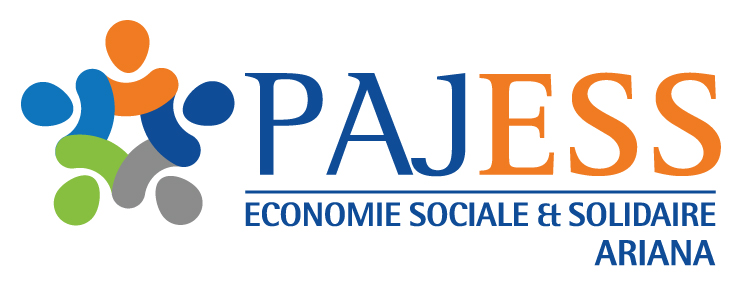 PAJESS
ECONOMIE SOCIALE & SOLIDAIRE
ARIANA